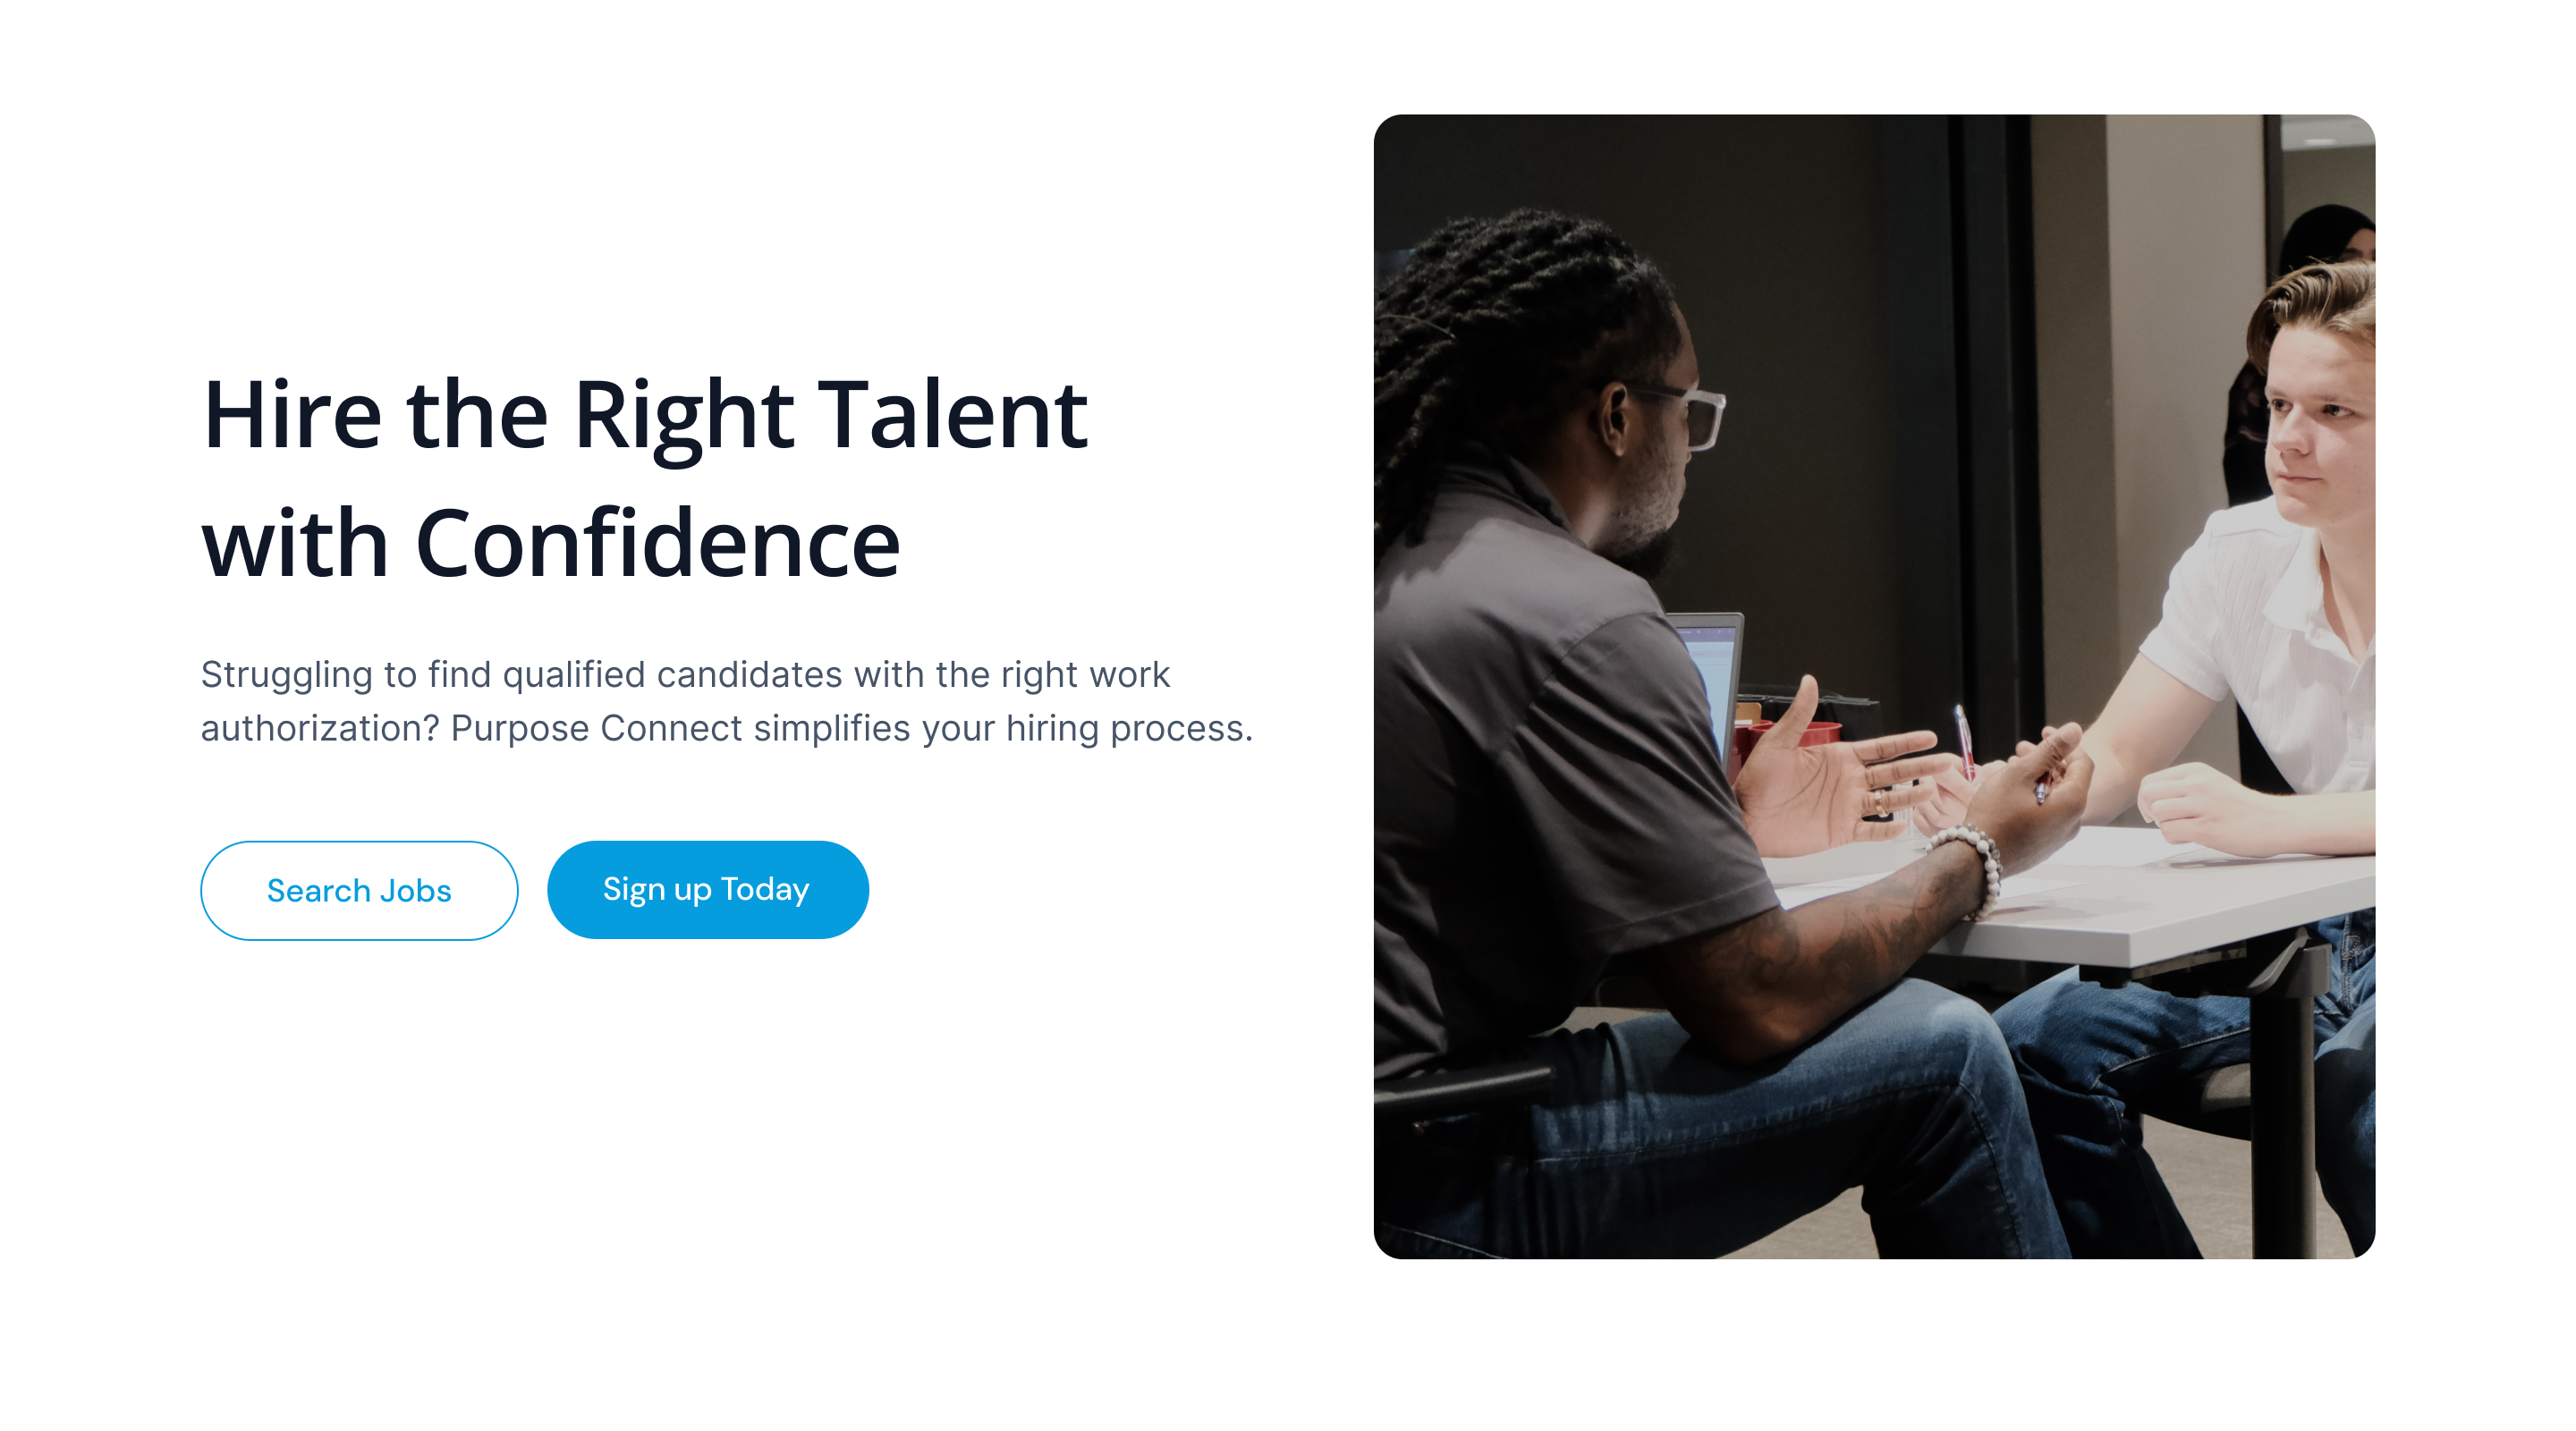 Hire the Right Talent
with Confidence
Struggling to find qualified candidates with the right work
authorization? Purpose Connect simplifies your hiring process.
Search Jobs
Sign up Today